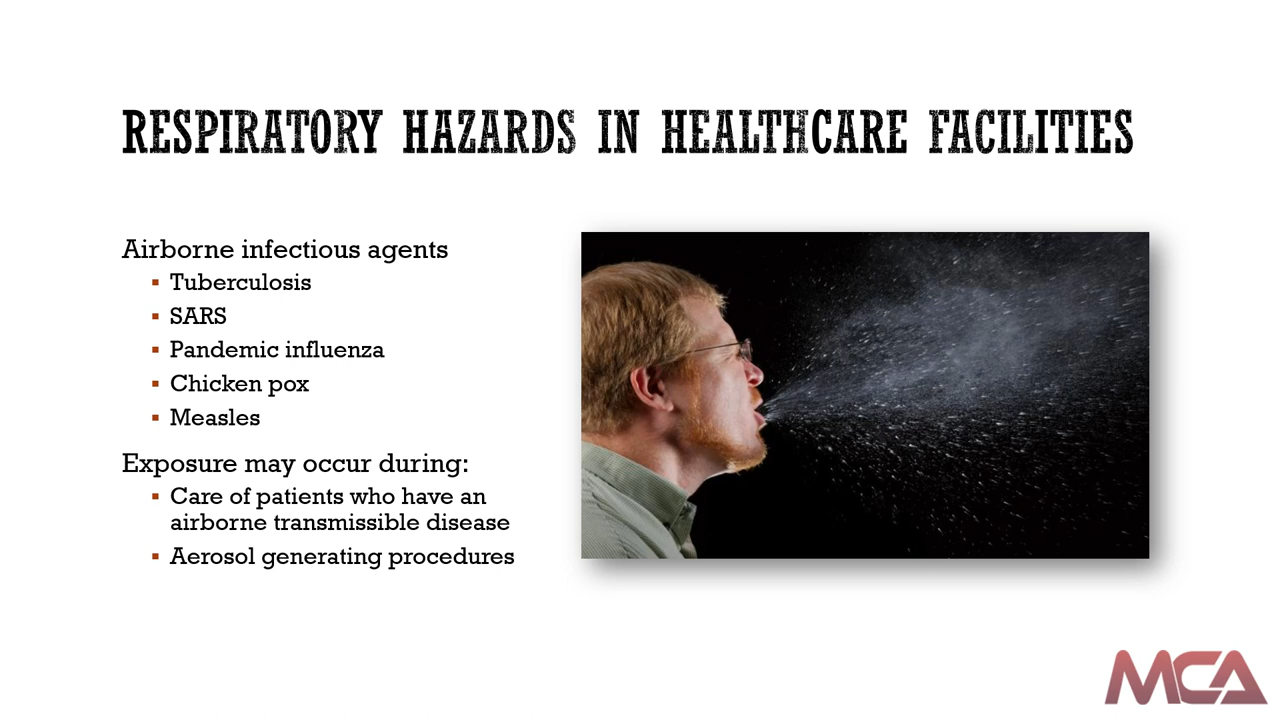 RESPIRATORY HAZARDS IN HEALTHCARE FACILITIES
Airborne infectious agents
Tuberculosis
SARS
Pandemic influenza
Chicken pox
Measles
Exposure may occur during:
Care of patients who have an
airborne transmissible disease
Aerosol generating procedures
MCA